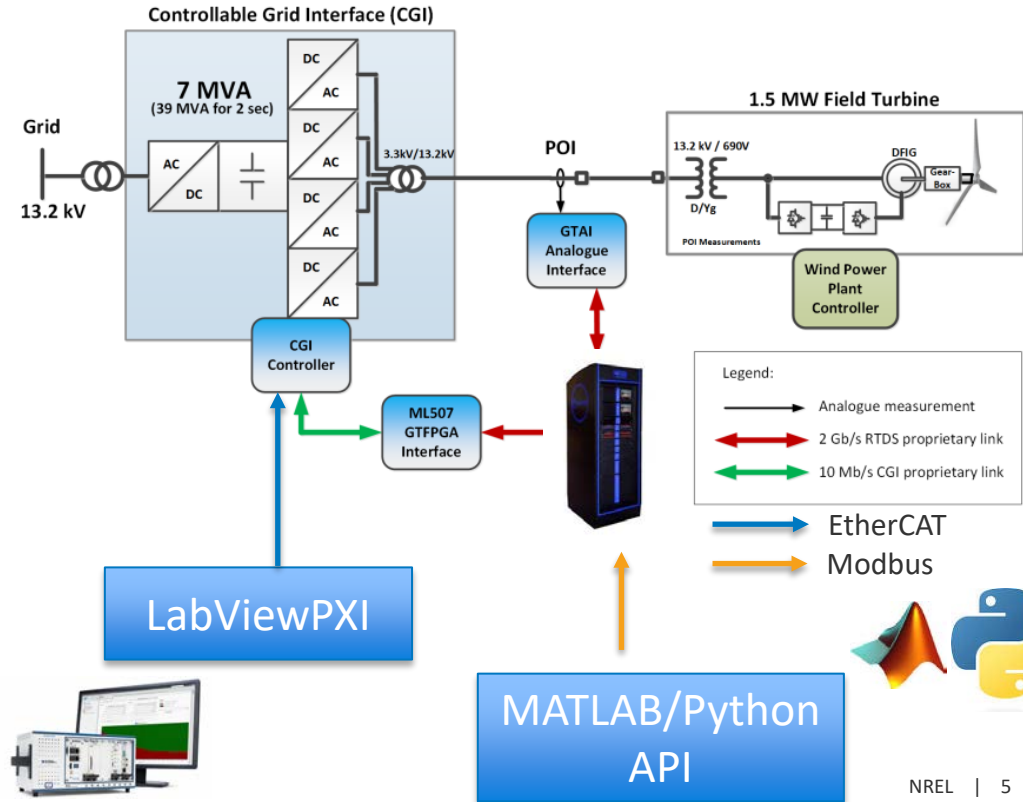 Controllable Grid Interface (CGI)
7 MVA
(39 MVA for 2 sec)
Grid
13.2 kV
AC
DC
DC
AC
DC
AC
DC
AC
DC
AC
3.3kV/13.2kV
POI
1.5 MW Field Turbine
13.2 kV / 690V
D/Yg
DFIG
Gear-
Box
POI Measurements
GTAI
Analogue
Interface
Wind Power
Plant
Controller
CGI
Controller
ML507
GTFPGA
Interface
Legend:
Analogue measurement
2 Gb/s RTDS proprietary link
10 Mb/s CGI proprietary link
EtherCAT
Modbus
LabViewPXI
MATLAB/Python
API
NREL | 5